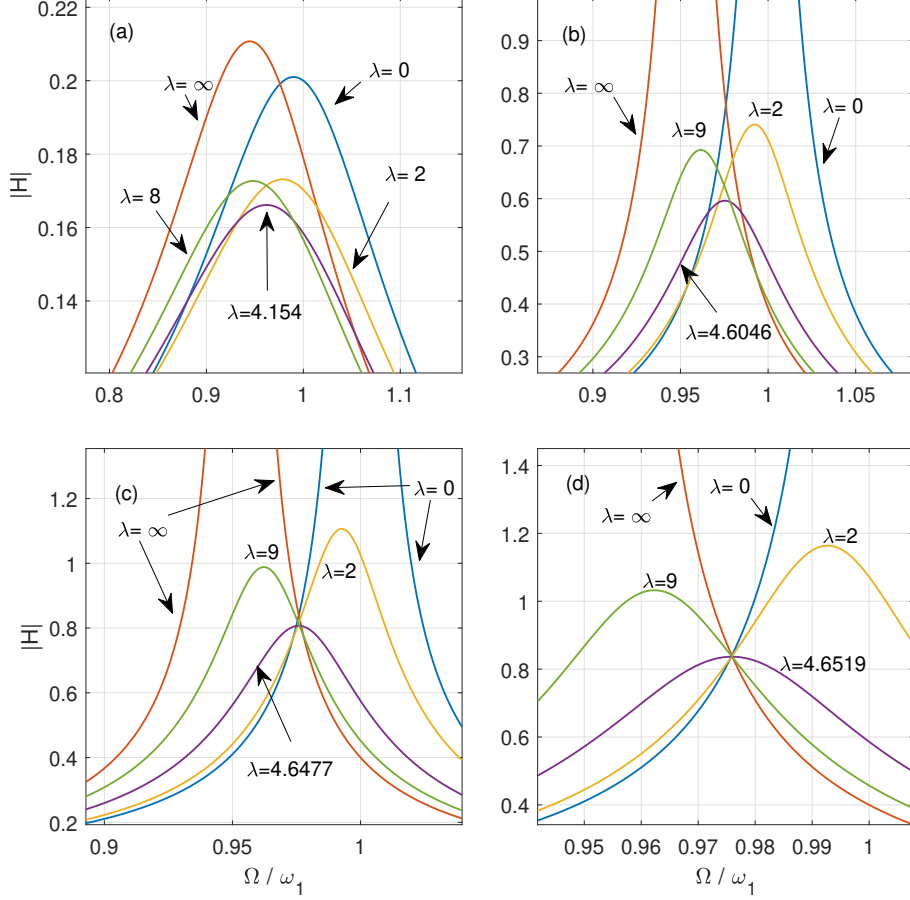 (a)
0.22
0.2
0.18
0.16
0.14
|H|
λ= ∞
λ= 0
λ= 8
λ= 2
λ=4.154
0.8
0.9
1
1.1
(b)
0.9
0.8
0.7
0.6
0.5
0.4
0.3
λ= ∞
λ=9
λ=2
λ= 0
λ=4.6046
0.9
0.95
1
1.05
(c)
1.2
1
0.8
0.6
0.4
0.2
|H|
λ= 0
λ= ∞
λ=9
λ=2
λ=4.6477
0.9
0.95
1
Ω / ω1
(d)
1.4
1.2
1
0.8
0.6
0.4
λ= 0
λ= ∞
λ=2
λ=9
λ=4.6519
0.95
0.96
0.97
0.98
0.99
1
Ω / ω1